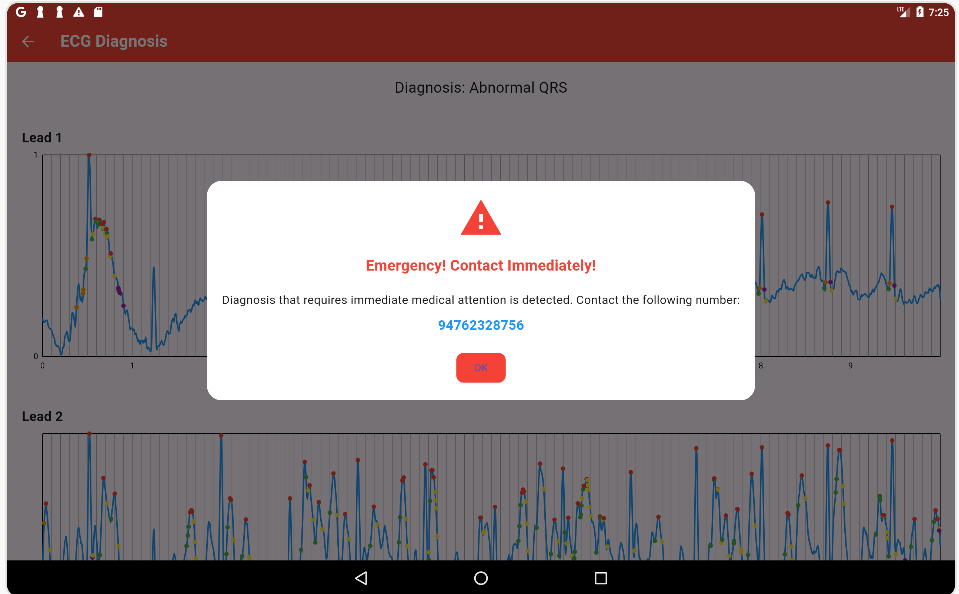 G LTE 7:25
ECG Diagnosis
Diagnosis: Abnormal QRS
Lead 1
1
Emergency! Contact Immediately!
Diagnosis that requires immediate medical attention is detected. Contact the following number:
94762328756
OK
0
0 1 8 9
Lead 2